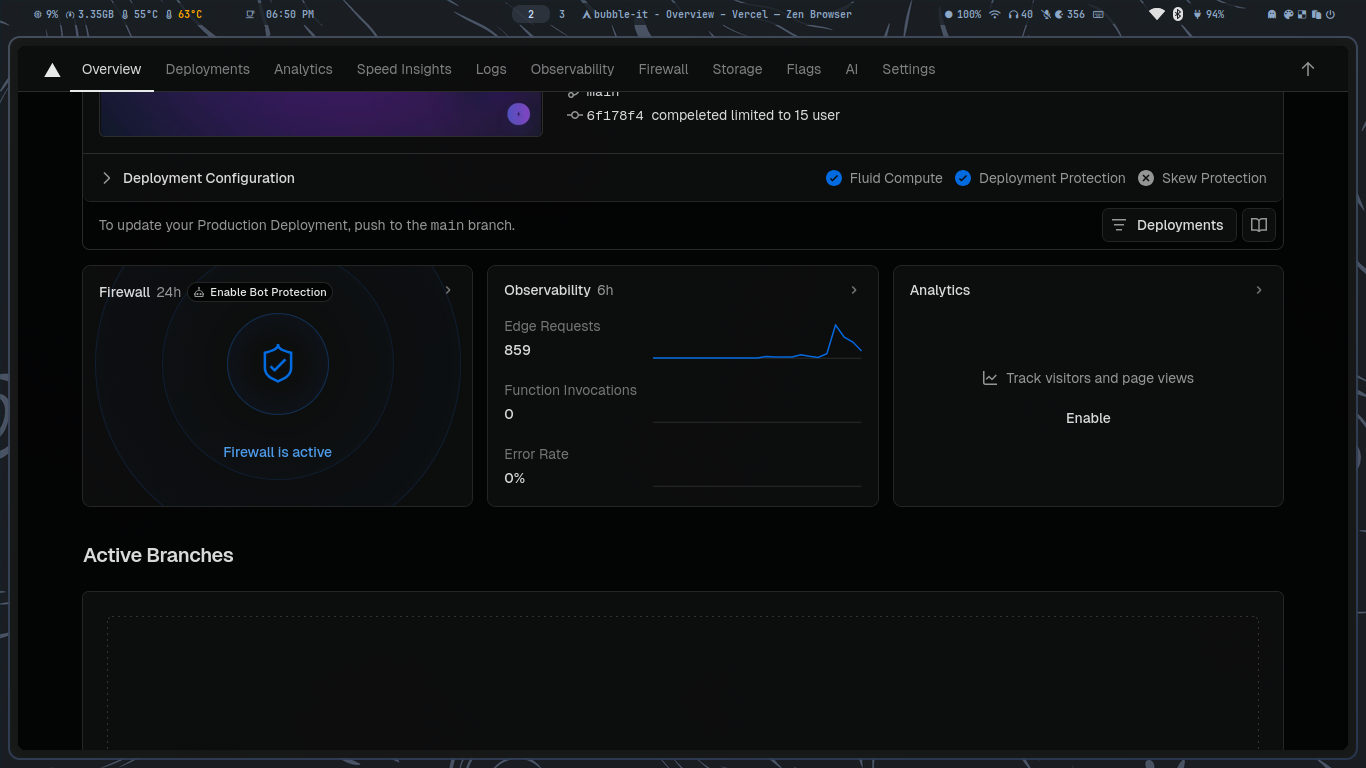 9% 3.35GB 55°C 63°C 06:50 PM 2 3 bubble-it - Overview – Vercel — Zen Browser 100% 40 356 94%
Overview Deployments Analytics Speed Insights Logs Observability Firewall Storage Flags AI Settings
main
6f178f4 compeleted limited to 15 user
Deployment Configuration Fluid Compute Deployment Protection Skew Protection
To update your Production Deployment, push to the main branch. Deployments
Firewall 24h Enable Bot Protection
Firewall is active
Observability 6h
Edge Requests
859
Function Invocations
0
Error Rate
0%
Analytics
Track visitors and page views
Enable
Active Branches